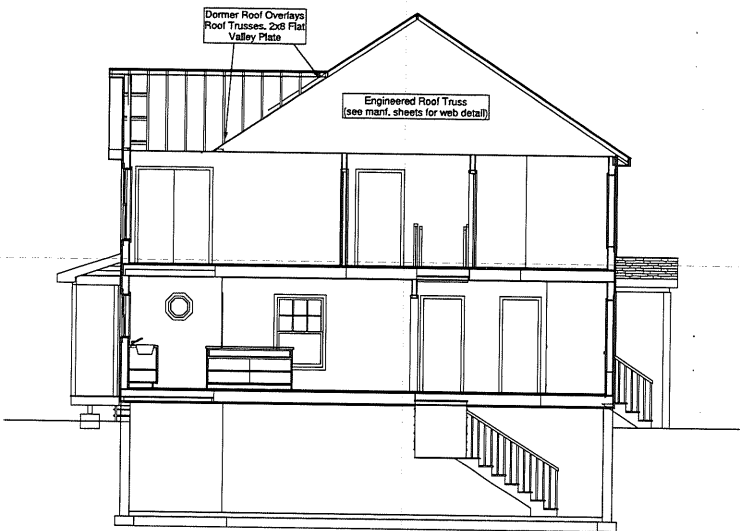 Dormer Roof Overlays
Roof Trusses. 2x8 Flat
Valley Plate
Engineered Roof Truss
(see manf. sheets for web detail)